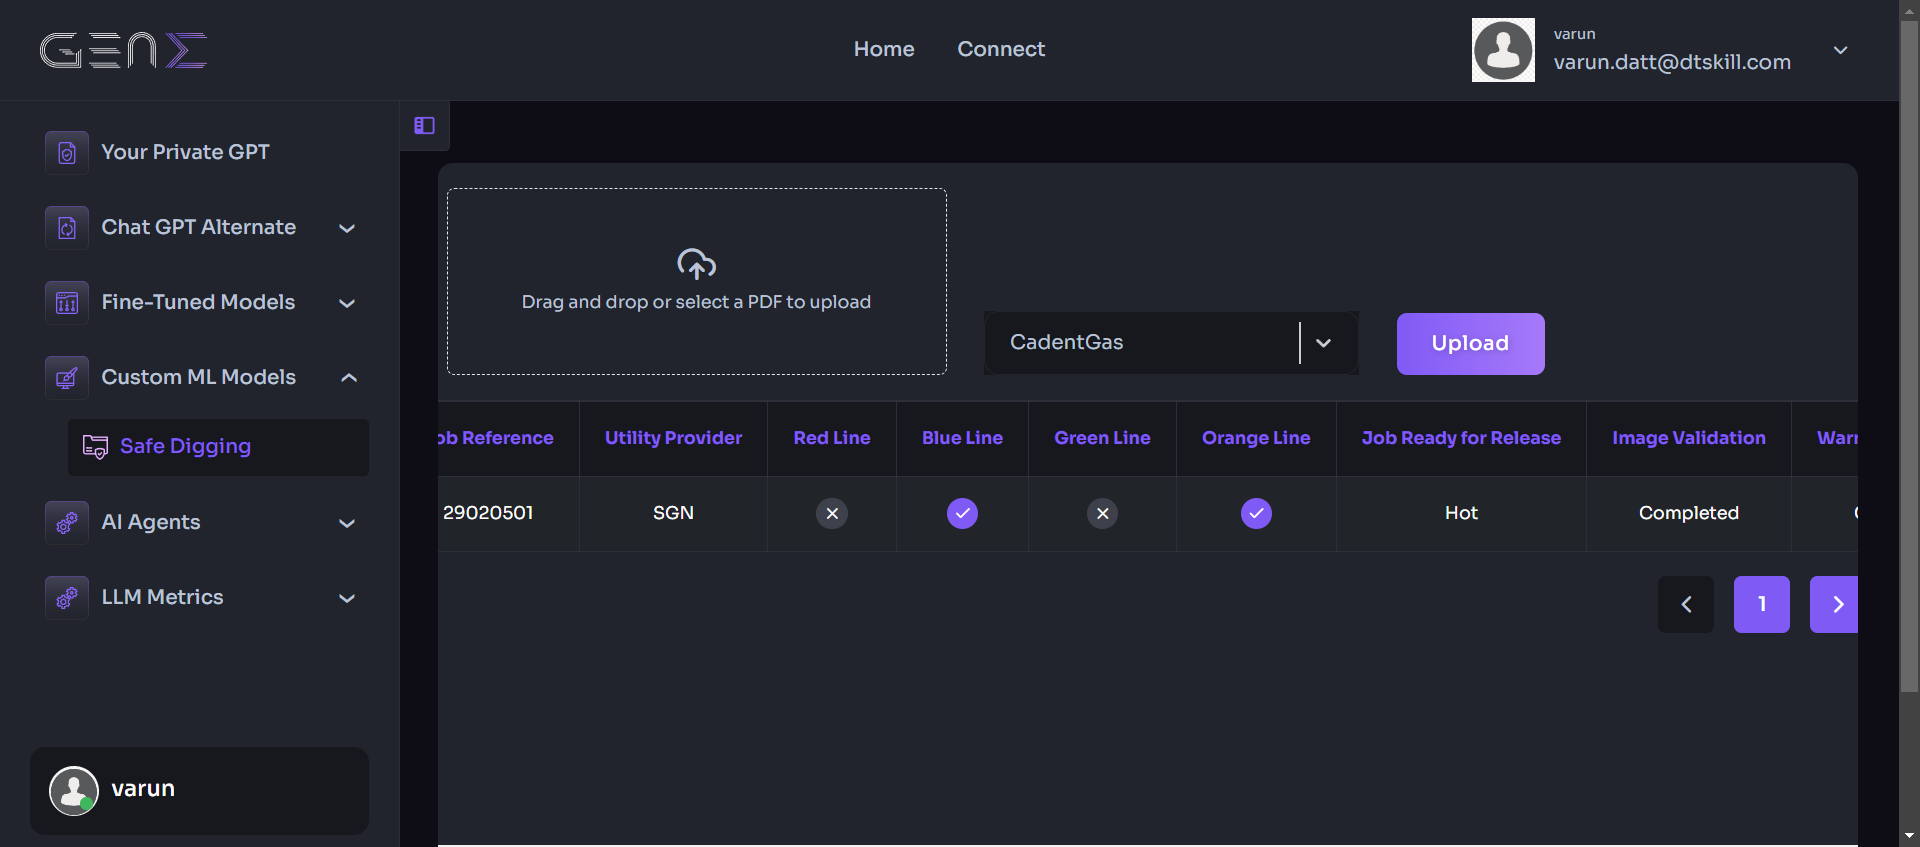 GENΣ
Home
Connect
varun
varun.datt@dtskill.com
Your Private GPT
Chat GPT Alternate
Fine-Tuned Models
Custom ML Models
Safe Digging
AI Agents
LLM Metrics
varun
Drag and drop or select a PDF to upload
CadentGas
Upload
ob Reference Utility Provider Red Line Blue Line Green Line Orange Line Job Ready for Release Image Validation Warn
29020501 SGN Hot Completed
1